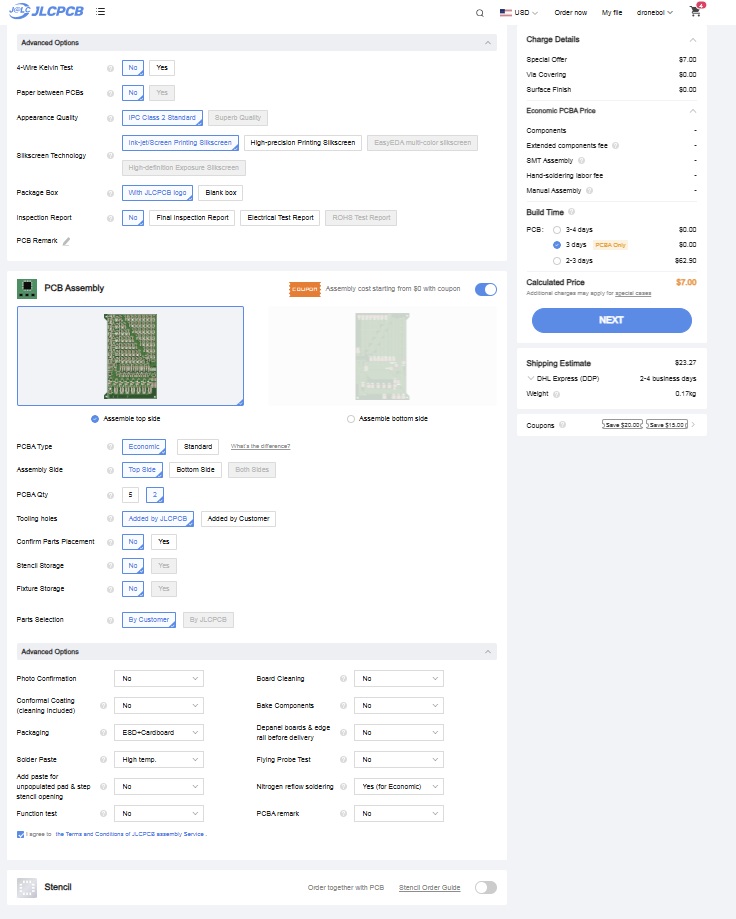 J@LC JLCPCB
USD
Order now
My file
dronebol
4
Advanced Options
4-Wire Kelvin Test ? No Yes
Paper between PCBs ? No Yes
Appearance Quality ? IPC Class 2 Standard Superb Quality
Silkscreen Technology ? Ink-jet/Screen Printing Silkscreen High-precision Printing Silkscreen EasyEDA multi-color silkscreen
High-definition Exposure Silkscreen
Package Box ? With JLCPCB logo Blank box
Inspection Report ? No Final Inspection Report Electrical Test Report ROHS Test Report
PCB Remark
PCB Assembly
COUPON Assembly cost starting from $0 with coupon
Assemble top side
Assemble bottom side
PCBA Type ? Economic Standard What's the difference?
Assembly Side ? Top Side Bottom Side Both Sides
PCBA Qty ? 5 2
Tooling holes ? Added by JLCPCB Added by Customer
Confirm Parts Placement ? No Yes
Stencil Storage ? No Yes
Fixture Storage ? No Yes
Parts Selection ? By Customer By JLCPCB
Advanced Options
Photo Confirmation No
Board Cleaning ? No
Conformal Coating
(cleaning included) ? No
Bake Components ? No
Packaging ? ESD+Cardboard
Depanel boards & edge
rail before delivery ? No
Solder Paste ? High temp.
Flying Probe Test ? No
Add paste for
unpopulated pad & step
stencil opening ? No
Nitrogen reflow soldering ? Yes (for Economic)
Function test ? No
PCBA remark ? No
I agree to the Terms and Conditions of JLCPCB assembly Service .
Stencil
Order together with PCB Stencil Order Guide
Charge Details
Special Offer $7.00
Via Covering $0.00
Surface Finish $0.00
Economic PCBA Price
Components -
Extended components fee ? -
SMT Assembly ? -
Hand-soldering labor fee -
Manual Assembly ? -
Build Time ?
PCB: 3-4 days $0.00
3 days PCBA Only $0.00
2-3 days $62.90
Calculated Price $7.00
Additional charges may apply for special cases
NEXT
Shipping Estimate $23.27
DHL Express (DDP) 2-4 business days
Weight ? 0.17kg
Coupons ? Save $20.00 Save $15.00